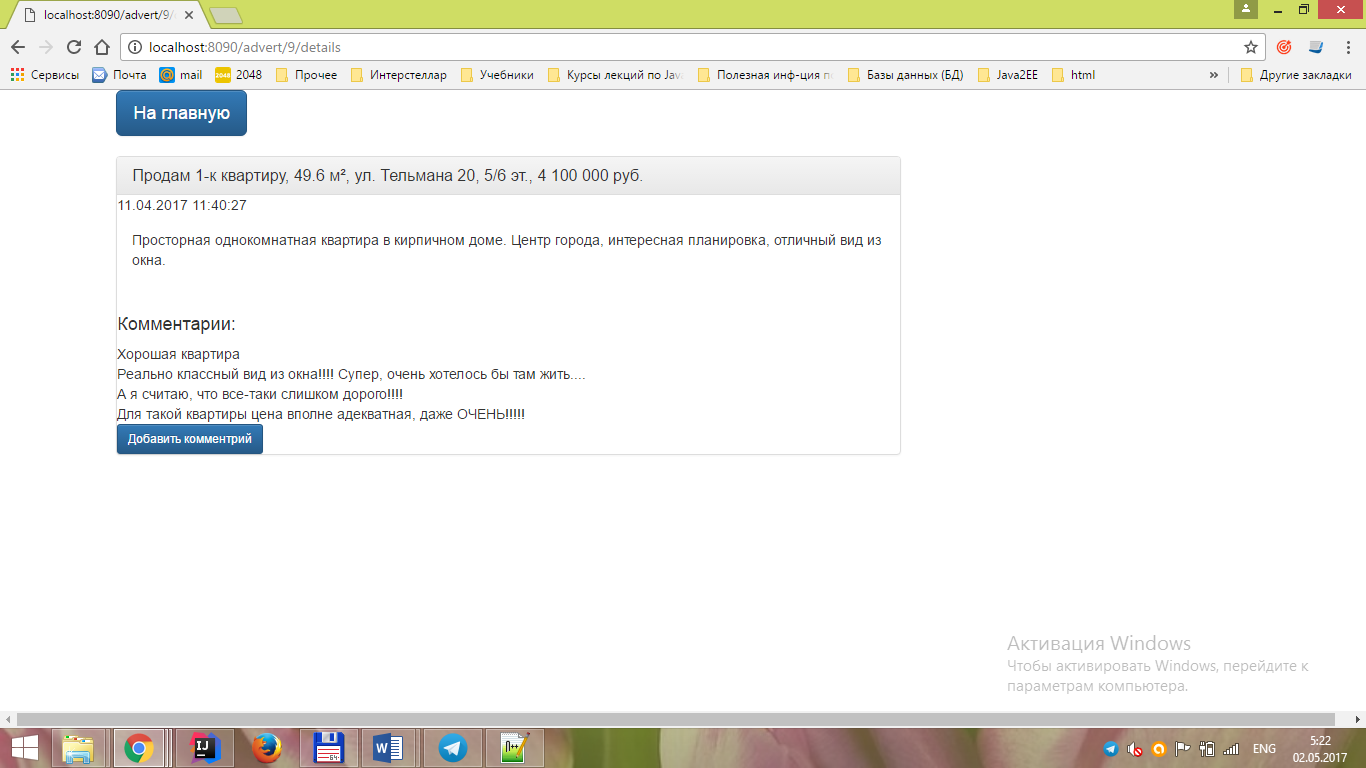 localhost:8090/advert/9/
localhost:8090/advert/9/details
Сервисы Почта mail 2048 Прочее Интерстеллар Учебники Курсы лекций по Java Полезная инф-ция Базы данных (БД) Java2EE html » Другие закладки
На главную
Продам 1-к квартиру, 49.6 м², ул. Тельмана 20, 5/6 эт., 4 100 000 руб.
11.04.2017 11:40:27
Просторная однокомнатная квартира в кирпичном доме. Центр города, интересная планировка, отличный вид из
окна.
Комментарии:
Хорошая квартира
Реально классный вид из окна!!!! Супер, очень хотелось бы там жить....
А я считаю, что все-таки слишком дорого!!!!
Для такой квартиры цена вполне адекватная, даже ОЧЕНЬ!!!!!
Добавить комментрий
Активация Windows
Чтобы активировать Windows, перейдите к
параметрам компьютера.
ENG
5:22
02.05.2017